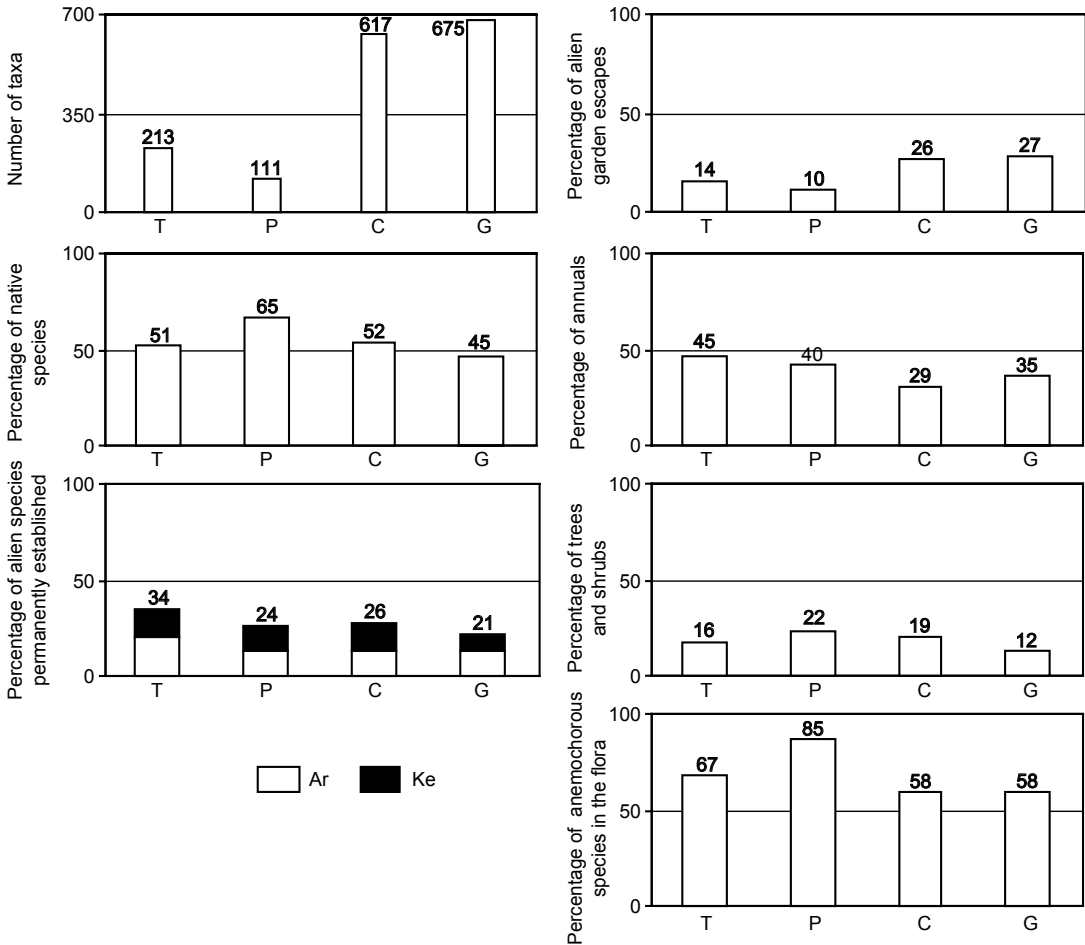 Number of taxa
700
350
0
213
111
617
675
T
P
C
G
Percentage of alien
garden escapes
100
50
0
14
10
26
27
T
P
C
G
Percentage of native
species
100
50
0
51
65
52
45
T
P
C
G
Percentage of annuals
100
50
0
45
40
29
35
T
P
C
G
Percentage of alien species
permanently established
100
50
0
34
24
26
21
T
P
C
G
Percentage of trees
and shrubs
100
50
0
16
22
19
12
T
P
C
G
Ar
Ke
Percentage of anemochorous
species in the flora
100
50
0
67
85
58
58
T
P
C
G